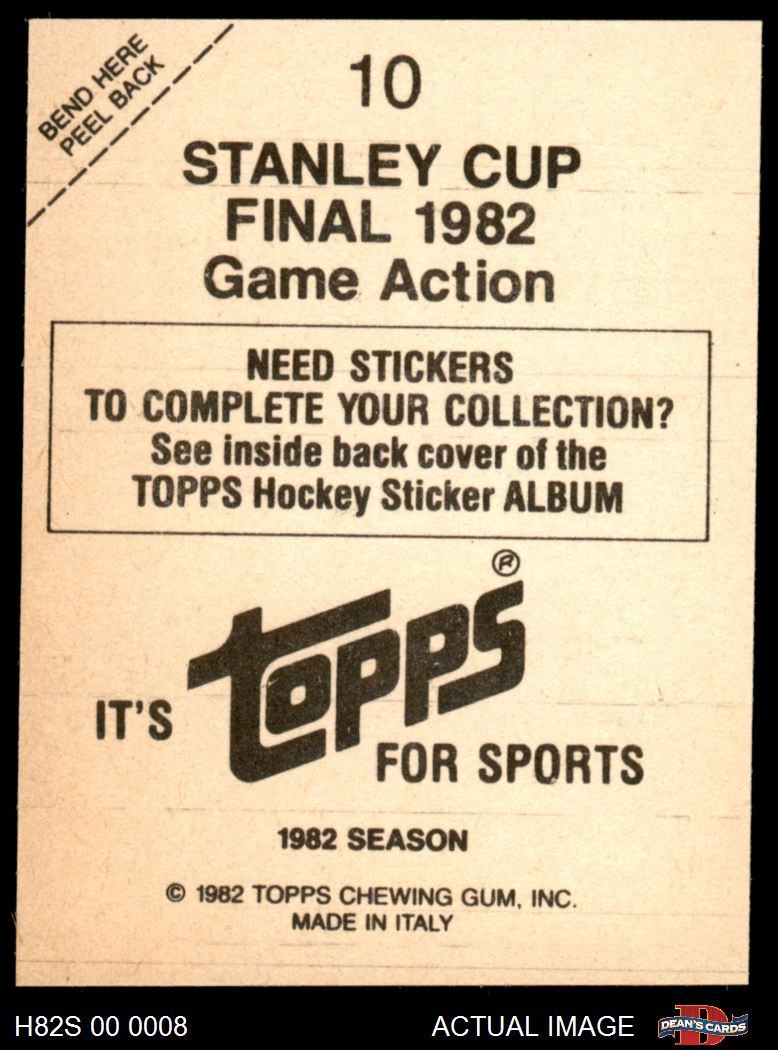 BEND HERE
PEEL BACK
10
STANLEY CUP
FINAL 1982
Game Action
NEED STICKERS
TO COMPLETE YOUR COLLECTION?
See inside back cover of the
TOPPS Hockey Sticker ALBUM
IT'S topps®
FOR SPORTS
1982 SEASON
© 1982 TOPPS CHEWING GUM, INC.
MADE IN ITALY
H82S 00 0008 ACTUAL IMAGE D DEAN'S CARDS